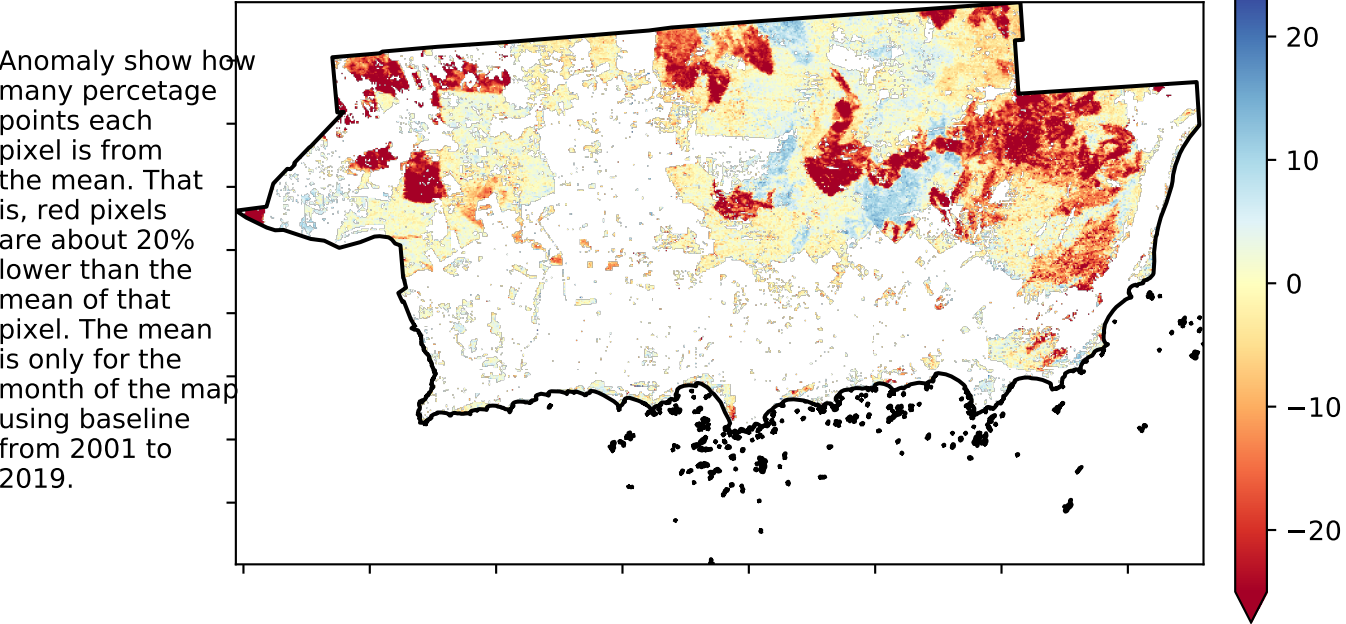 Anomaly show how
many percetage
points each
pixel is from
the mean. That
is, red pixels
are about 20%
lower than the
mean of that
pixel. The mean
is only for the
month of the map
using baseline
from 2001 to
2019.
20
10
0
−10
−20